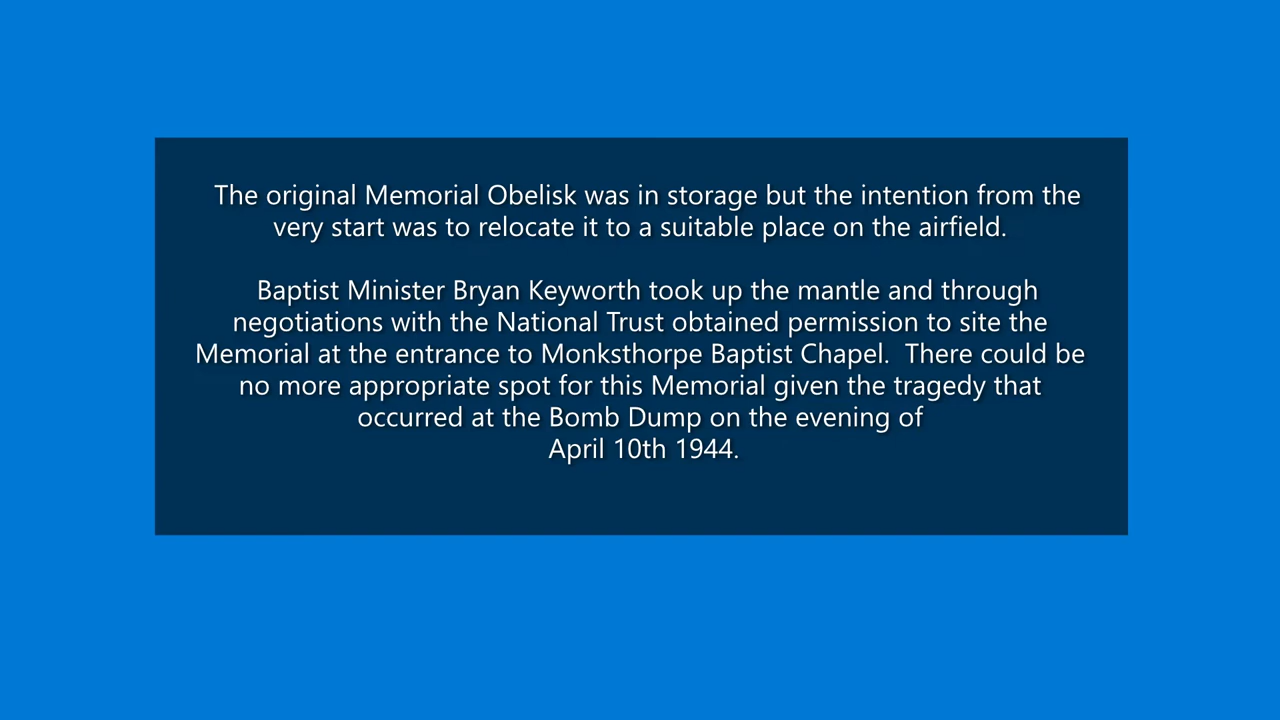 The original Memorial Obelisk was in storage but the intention from the
very start was to relocate it to a suitable place on the airfield.
Baptist Minister Bryan Keyworth took up the mantle and through
negotiations with the National Trust obtained permission to site the
Memorial at the entrance to Monksthorpe Baptist Chapel.  There could be
no more appropriate spot for this Memorial given the tragedy that
occurred at the Bomb Dump on the evening of
April 10th 1944.